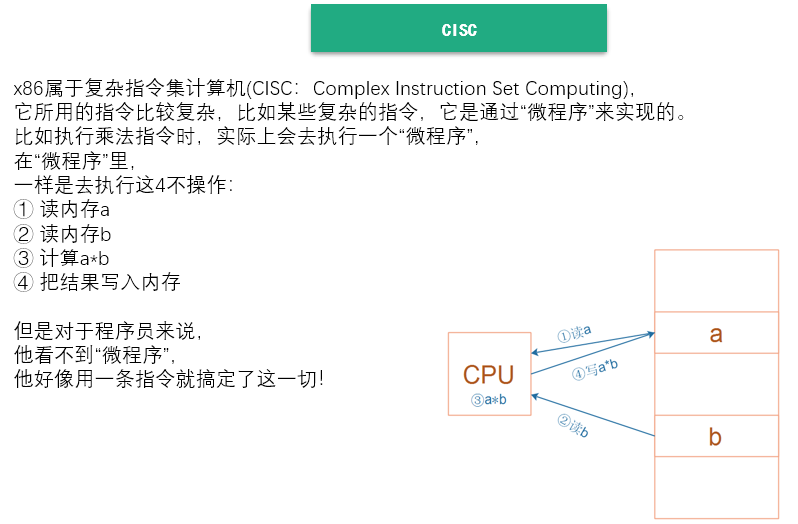 CISC
x86属于复杂指令集计算机(CISC：Complex Instruction Set Computing)，
它所用的指令比较复杂，比如某些复杂的指令，它是通过“微程序”来实现的。
比如执行乘法指令时，实际上会去执行一个“微程序”，
在“微程序”里，
一样是去执行这4不操作：
① 读内存a
② 读内存b
③ 计算a*b
④ 把结果写入内存
但是对于程序员来说，
他看不到“微程序”，
他好像用一条指令就搞定了这一切！
①读a
a
④写a*b
CPU
③a*b
②读b
b